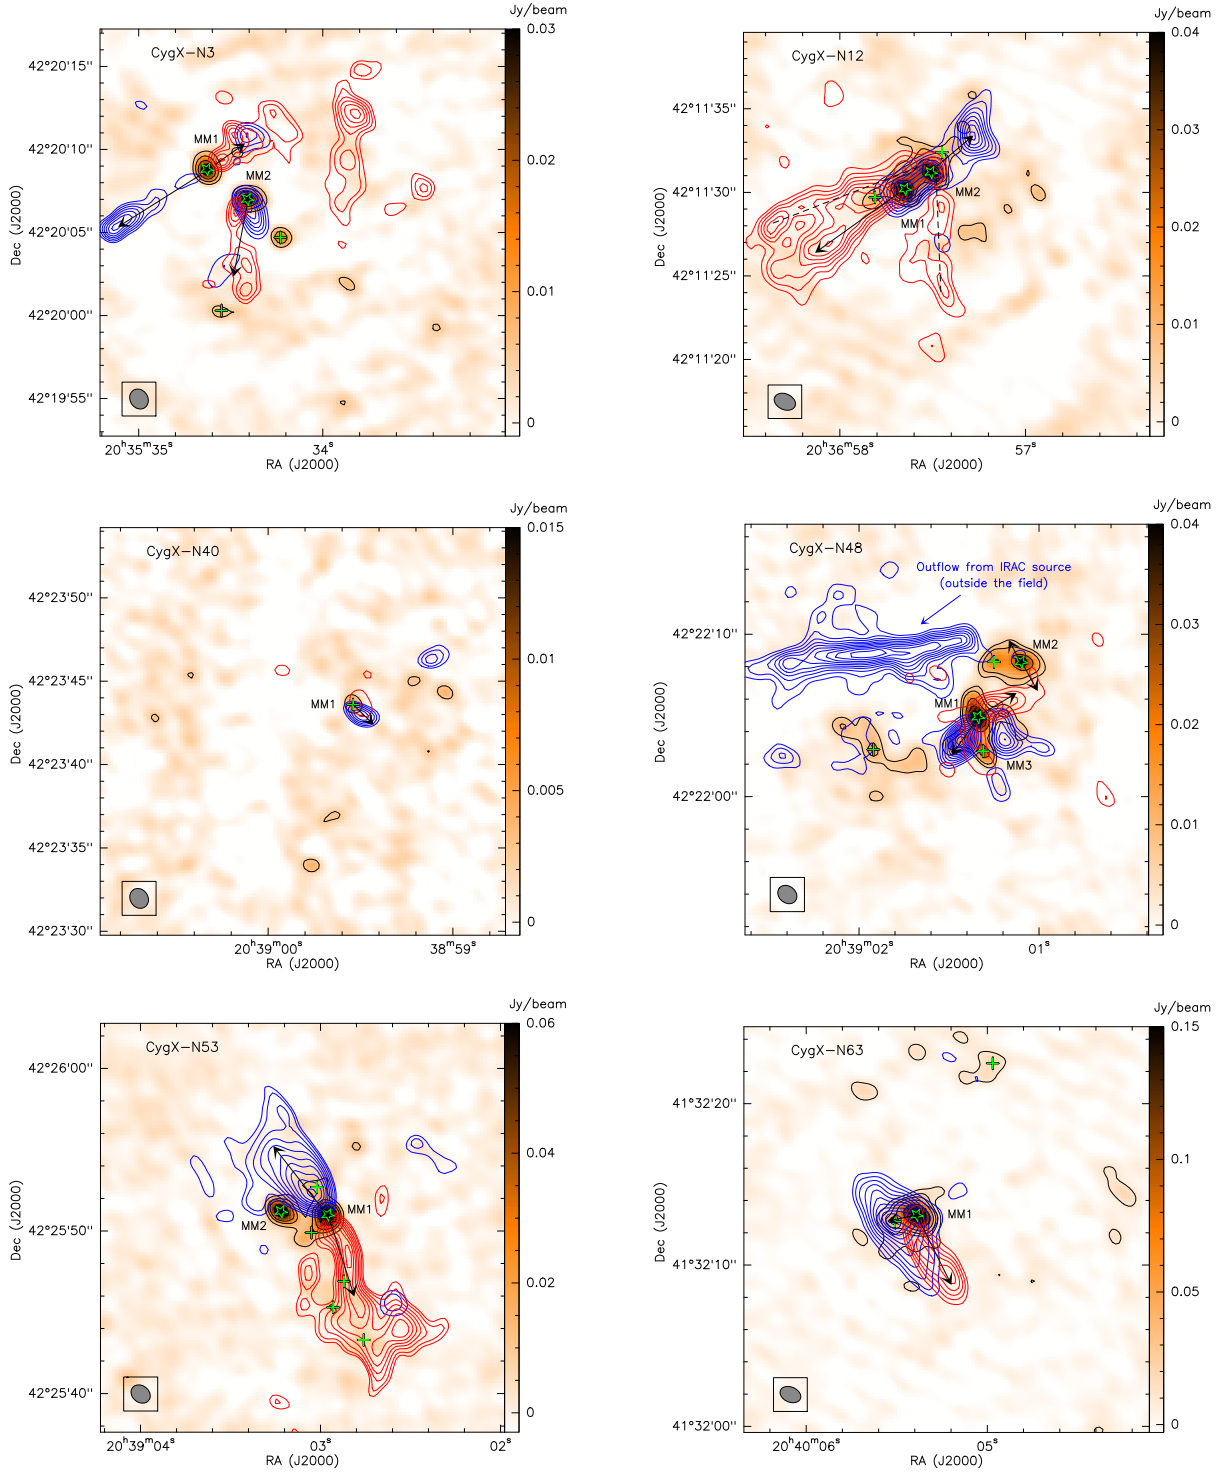 Jy/beam
CygX-N3
0.03
0.02
0.01
0
42°20'15''
42°20'10''
42°20'05''
42°20'00''
42°19'55''
Dec (J2000)
MM1
MM2
20ʰ35ᵐ35ˢ
34ˢ
RA (J2000)
Jy/beam
CygX-N12
0.04
0.03
0.02
0.01
0
42°11'35''
42°11'30''
42°11'25''
42°11'20''
Dec (J2000)
MM1
MM2
20ʰ36ᵐ58ˢ
57ˢ
RA (J2000)
Jy/beam
CygX-N40
0.015
0.01
0.005
0
42°23'50''
42°23'45''
42°23'40''
42°23'35''
42°23'30''
Dec (J2000)
MM1
20ʰ39ᵐ00ˢ
38ᵐ59ˢ
RA (J2000)
Jy/beam
CygX-N48
Outflow from IRAC source
(outside the field)
0.04
0.03
0.02
0.01
0
42°22'10''
42°22'00''
Dec (J2000)
MM2
MM1
MM3
20ʰ39ᵐ02ˢ
01ˢ
RA (J2000)
Jy/beam
CygX-N53
0.06
0.04
0.02
0
42°26'00''
42°25'50''
42°25'40''
Dec (J2000)
MM2
MM1
20ʰ39ᵐ04ˢ
03ˢ
02ˢ
RA (J2000)
Jy/beam
CygX-N63
0.15
0.1
0.05
0
41°32'20''
41°32'10''
41°32'00''
Dec (J2000)
MM1
20ʰ40ᵐ06ˢ
05ˢ
RA (J2000)